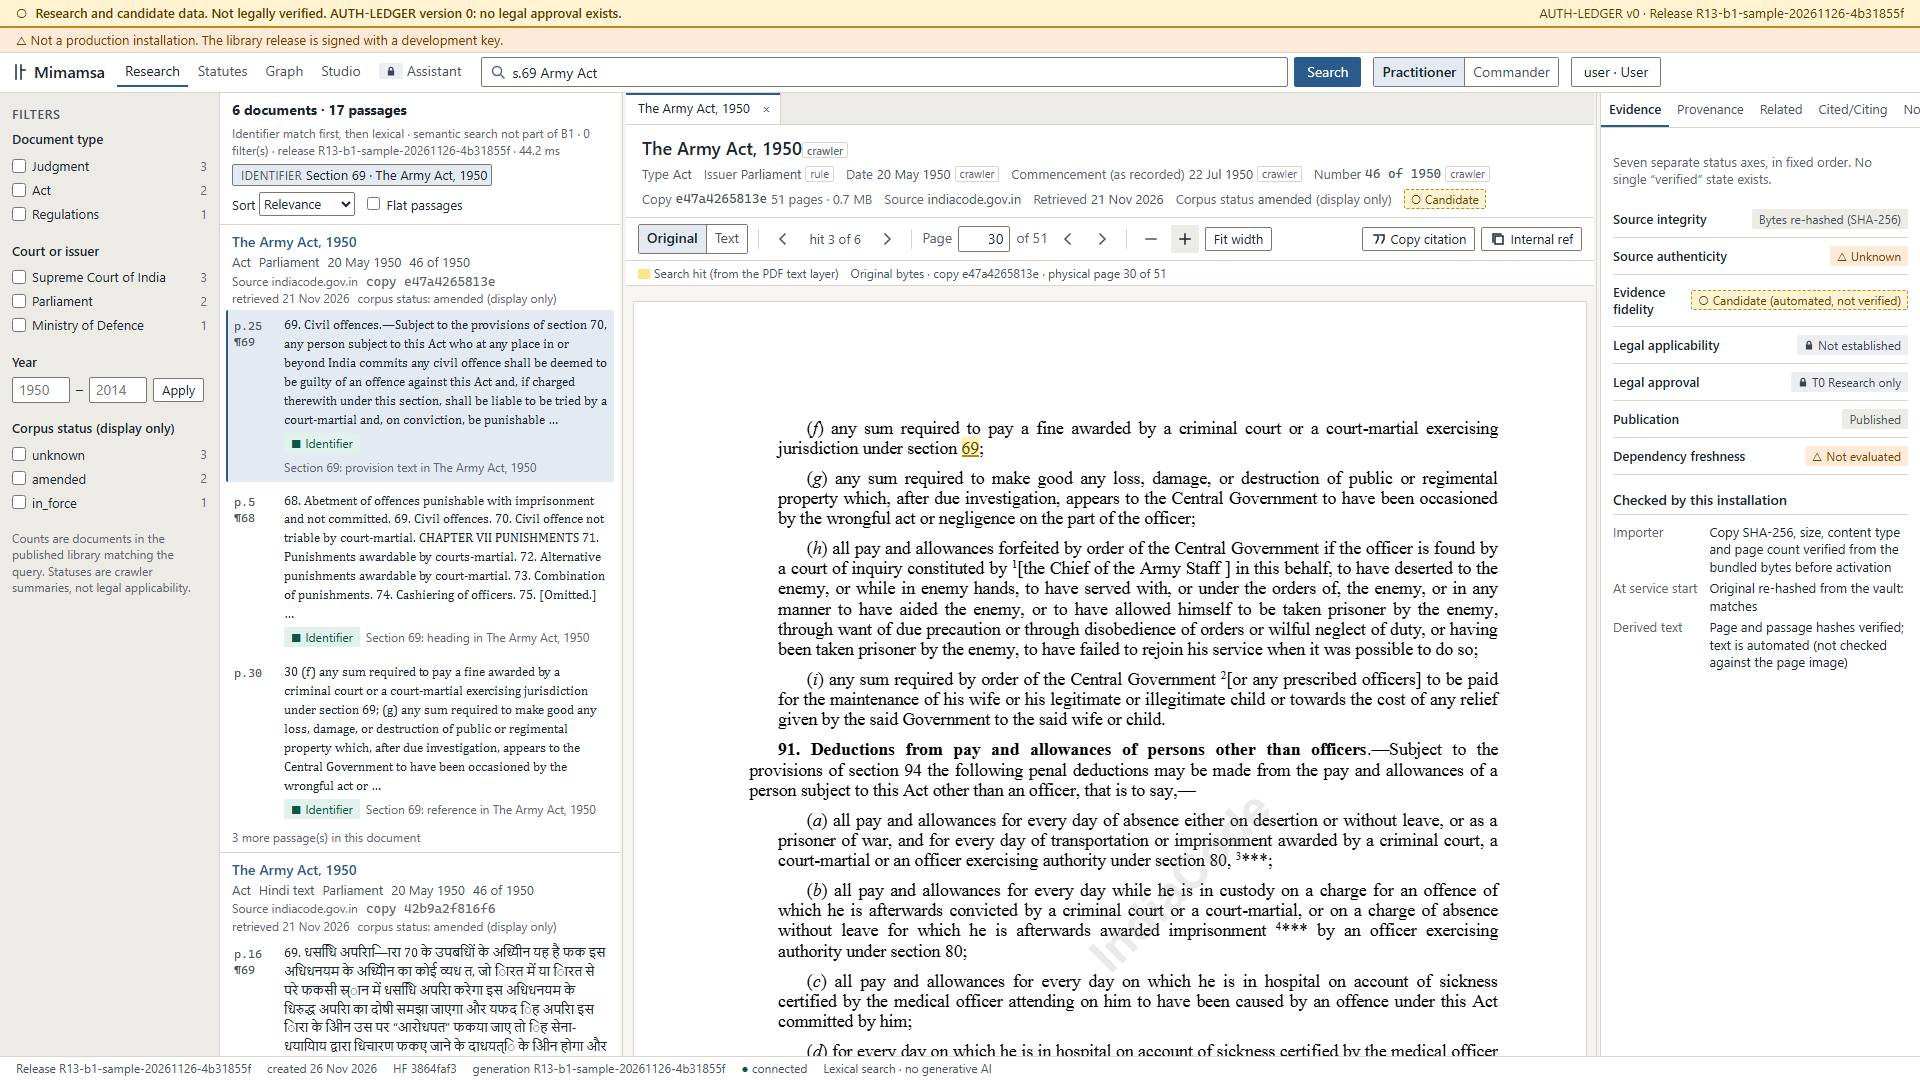 Research and candidate data. Not legally verified. AUTH-LEDGER version 0: no legal approval exists.
AUTH-LEDGER v0 · Release R13-b1-sample-20261126-4b31855f
⚠ Not a production installation. The library release is signed with a development key.
Mimamsa
Research
Statutes
Graph
Studio
Assistant
s.69 Army Act
Search
Practitioner
Commander
user · User
FILTERS
Document type
Judgment 3
Act 2
Regulations 1
Court or issuer
Supreme Court of India 3
Parliament 2
Ministry of Defence 1
Year
1950 – 2014 Apply
Corpus status (display only)
unknown 3
amended 2
in_force 1
Counts are documents in the
published library matching the
query. Statuses are crawler
summaries, not legal applicability.
6 documents · 17 passages
Identifier match first, then lexical · semantic search not part of B1 · 0
filter(s) · release R13-b1-sample-20261126-4b31855f · 44.2 ms
IDENTIFIER Section 69 · The Army Act, 1950
Sort Relevance Flat passages
The Army Act, 1950
Act Parliament 20 May 1950 46 of 1950
Source indiacode.gov.in copy e47a4265813e
retrieved 21 Nov 2026 corpus status: amended (display only)
p.25
¶69
69. Civil offences.—Subject to the provisions of section 70,
any person subject to this Act who at any place in or
beyond India commits any civil offence shall be deemed to
be guilty of an offence against this Act and, if charged
therewith under this section, shall be liable to be tried by a
court-martial and, on conviction, be punishable ...
■ Identifier
Section 69: provision text in The Army Act, 1950
p.5
¶68
68. Abetment of offences punishable with imprisonment
and not committed. 69. Civil offences. 70. Civil offence not
triable by court-martial. CHAPTER VII PUNISHMENTS 71.
Punishments awardable by courts-martial. 72. Alternative
punishments awardable by court-martial. 73. Combination
of punishments. 74. Cashiering of officers. 75. [Omitted.]
...
■ Identifier Section 69: heading in The Army Act, 1950
p.30
30 (f) any sum required to pay a fine awarded by a
criminal court or a court-martial exercising jurisdiction
under section 69; (g) any sum required to make good any
loss, damage, or destruction of public or regimental
property which, after due investigation, appears to the
Central Government to have been occasioned by the
wrongful act or ...
■ Identifier Section 69: reference in The Army Act, 1950
3 more passage(s) in this document
The Army Act, 1950
Act Hindi text Parliament 20 May 1950 46 of 1950
Source indiacode.gov.in copy 42b9a2f816f6
retrieved 21 Nov 2026 corpus status: amended (display only)
p.16
¶69
69. 70 के उपबंधों के यह है फक इस
के का कोई जो में या से
परे फकसी में करेगा इस के
का दोषी समझा जाएगा और इस
के उस पर “आरोधपत” फकया जाए तो सेना-
द्वारा जाने के के होगा और
The Army Act, 1950 ×
The Army Act, 1950 crawler
Type Act Issuer Parliament rule Date 20 May 1950 crawler Commencement (as recorded) 22 Jul 1950 crawler Number 46 of 1950 crawler
Copy e47a4265813e 51 pages · 0.7 MB Source indiacode.gov.in Retrieved 21 Nov 2026 Corpus status amended (display only) Candidate
Original Text hit 3 of 6 Page 30 of 51 − + Fit width Copy citation Internal ref
Search hit (from the PDF text layer) Original bytes · copy e47a4265813e · physical page 30 of 51
(f) any sum required to pay a fine awarded by a criminal court or a court-martial exercising
jurisdiction under section 69;
(g) any sum required to make good any loss, damage, or destruction of public or regimental
property which, after due investigation, appears to the Central Government to have been occasioned
by the wrongful act or negligence on the part of the officer;
(h) all pay and allowances forfeited by order of the Central Government if the officer is found by
a court of inquiry constituted by 1[the Chief of the Army Staff ] in this behalf, to have deserted to the
enemy, or while in enemy hands, to have served with, or under the orders of, the enemy, or in any
manner to have aided the enemy, or to have allowed himself to be taken prisoner by the enemy,
through want of due precaution or through disobedience of orders or wilful neglect of duty, or having
been taken prisoner by the enemy, to have failed to rejoin his service when it was possible to do so;
(i) any sum required by order of the Central Government 2[or any prescribed officers] to be paid
for the maintenance of his wife or his legitimate or illegitimate child or towards the cost of any relief
given by the said Government to the said wife or child.
91. Deductions from pay and allowances of persons other than officers.—Subject to the
provisions of section 94 the following penal deductions may be made from the pay and allowances of a
person subject to this Act other than an officer, that is to say,—
(a) all pay and allowances for every day of absence either on desertion or without leave, or as a
prisoner of war, and for every day of transportation or imprisonment awarded by a criminal court, a
court-martial or an officer exercising authority under section 80, 3***;
(b) all pay and allowances for every day while he is in custody on a charge for an offence of
which he is afterwards convicted by a criminal court or a court-martial, or on a charge of absence
without leave for which he is afterwards awarded imprisonment 4*** by an officer exercising
authority under section 80;
(c) all pay and allowances for every day on which he is in hospital on account of sickness
certified by the medical officer attending on him to have been caused by an offence under this Act
committed by him;
(d) for every day on which he is in hospital on account of sickness certified by the medical officer
IndiaCode
Evidence
Provenance
Related
Cited/Citing
No
Seven separate status axes, in fixed order. No
single “verified” state exists.
Source integrity Bytes re-hashed (SHA-256)
Source authenticity ⚠ Unknown
Evidence
fidelity
Candidate (automated, not verified)
Legal applicability Not established
Legal approval T0 Research only
Publication Published
Dependency freshness ⚠ Not evaluated
Checked by this installation
Importer Copy SHA-256, size, content type
and page count verified from the
bundled bytes before activation
At service start Original re-hashed from the vault:
matches
Derived text Page and passage hashes verified;
text is automated (not checked
against the page image)
Release R13-b1-sample-20261126-4b31855f created 26 Nov 2026 HF 3864faf3 generation R13-b1-sample-20261126-4b31855f ● connected Lexical search · no generative AI